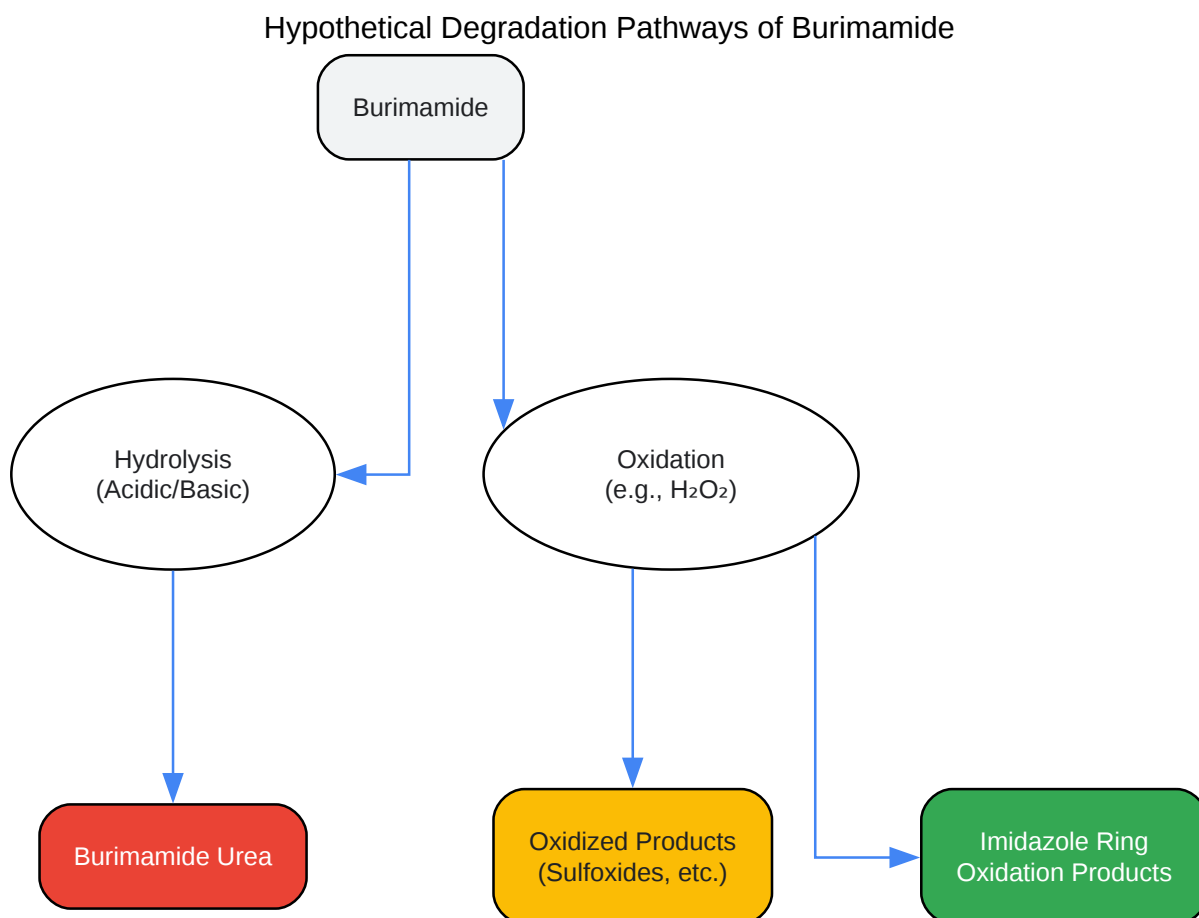 Hypothetical Degradation Pathways of Burimamide
Burimamide
Hydrolysis
(Acidic/Basic)
Oxidation
(e.g., H₂O₂)
Burimamide Urea
Oxidized Products
(Sulfoxides, etc.)
Imidazole Ring
Oxidation Products